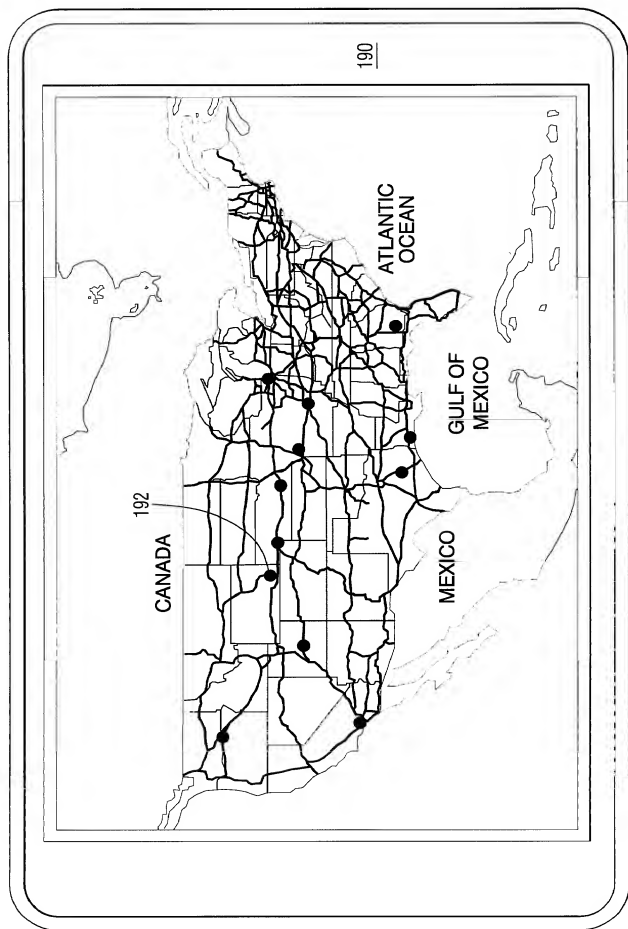 190
192
CANADA
ATLANTIC
OCEAN
GULF OF
MEXICO
MEXICO